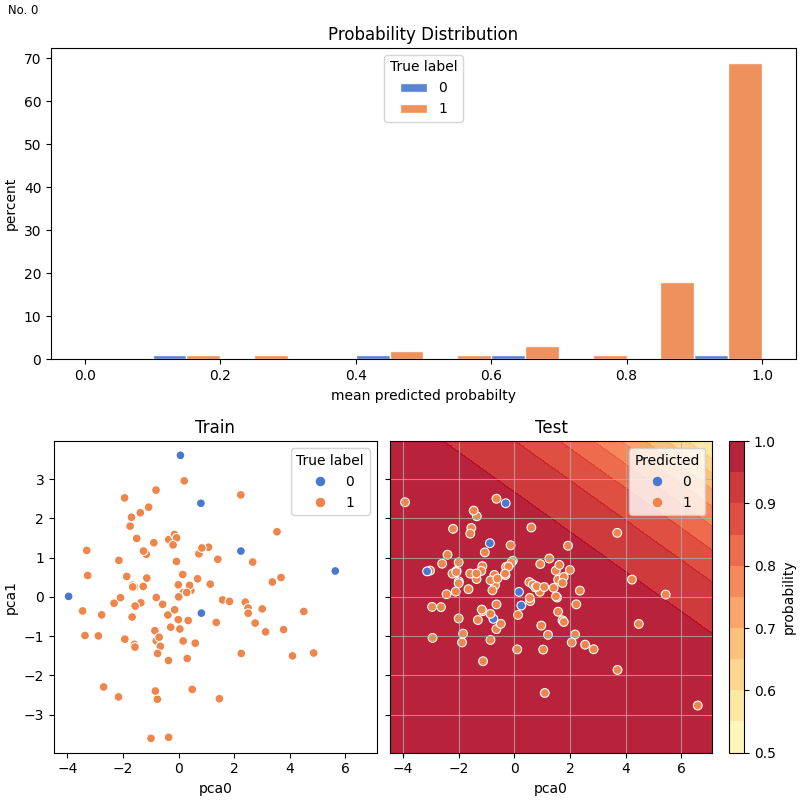 No. 0
Probability Distribution
True label
0
1
percent
70
60
50
40
30
20
10
0
0.0 0.2 0.4 0.6 0.8 1.0
mean predicted probabilty
Train
True label
0
1
pca1
3
2
1
0
−1
−2
−3
−4 −2 0 2 4 6
pca0
Test
Predicted
0
1
−4 −2 0 2 4 6
pca0
1.0
0.9
0.8
0.7
0.6
0.5
probability